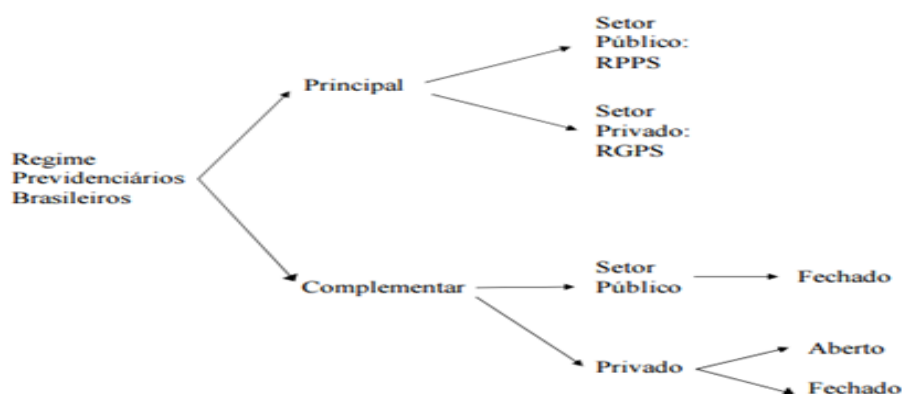 Setor
Público:
RPPS
Principal
Setor
Privado:
RGPS
Regime
Previdenciários
Brasileiros
Setor
Público
Fechado
Complementar
Aberto
Privado
Fechado